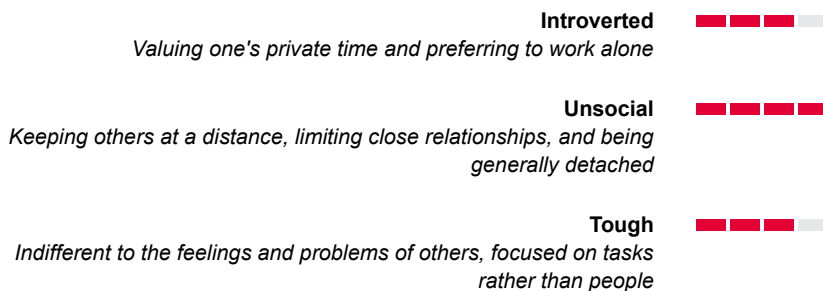 Introverted
Valuing one's private time and preferring to work alone
Unsocial
Keeping others at a distance, limiting close relationships, and being
generally detached
Tough
Indifferent to the feelings and problems of others, focused on tasks
rather than people